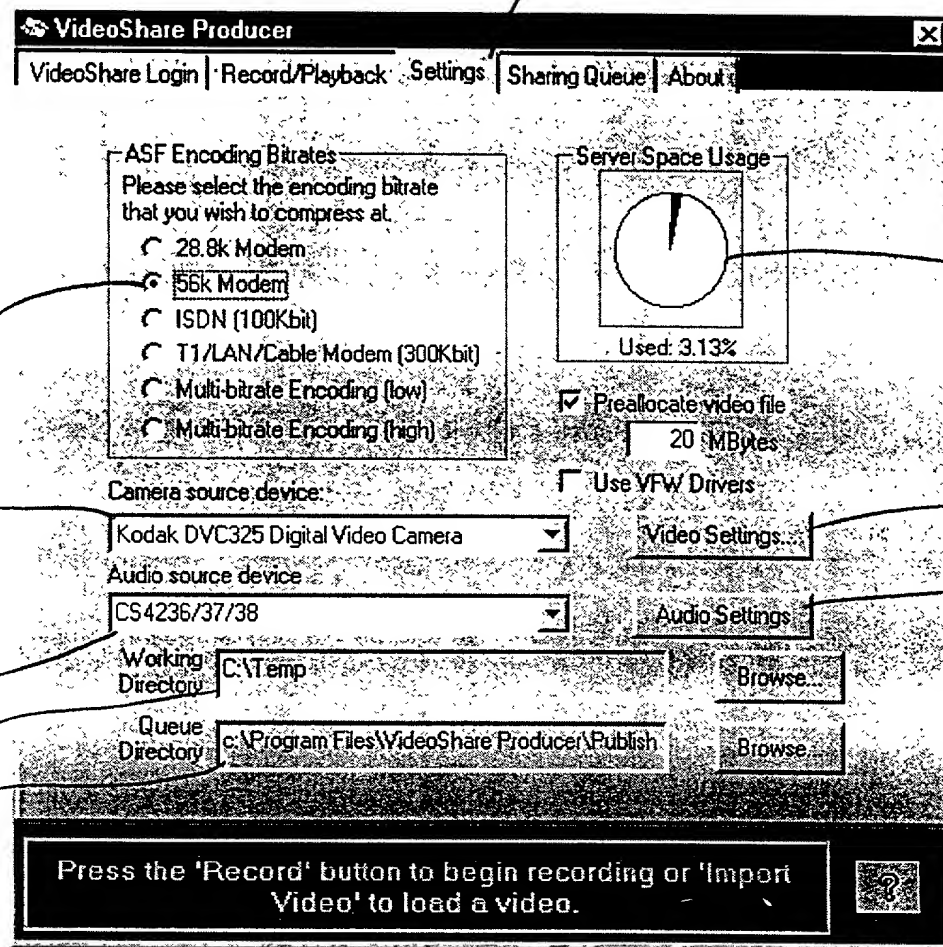 VideoShare Producer
VideoShare Login Record/Playback Settings Sharing Queue About
ASF Encoding Bitrates
Please select the encoding bitrate
that you wish to compress at.
28.8k Modem
56k Modem
ISDN (100Kbit)
T1/LAN/Cable Modem (300Kbit)
Multi-bitrate Encoding (low)
Multi-bitrate Encoding (high)
Server Space Usage
Used: 3.13%
Preallocate video file
20 MBytes
Use VFW Drivers
Camera source device:
Kodak DVC325 Digital Video Camera
Video Settings...
Audio source device
CS4236/37/38
Audio Settings
Working
Directory
C:\Temp
Browse...
Queue
Directory
c:\Program Files\VideoShare Producer\Publish
Browse...
Press the 'Record' button to begin recording or 'Import
Video' to load a video.
?